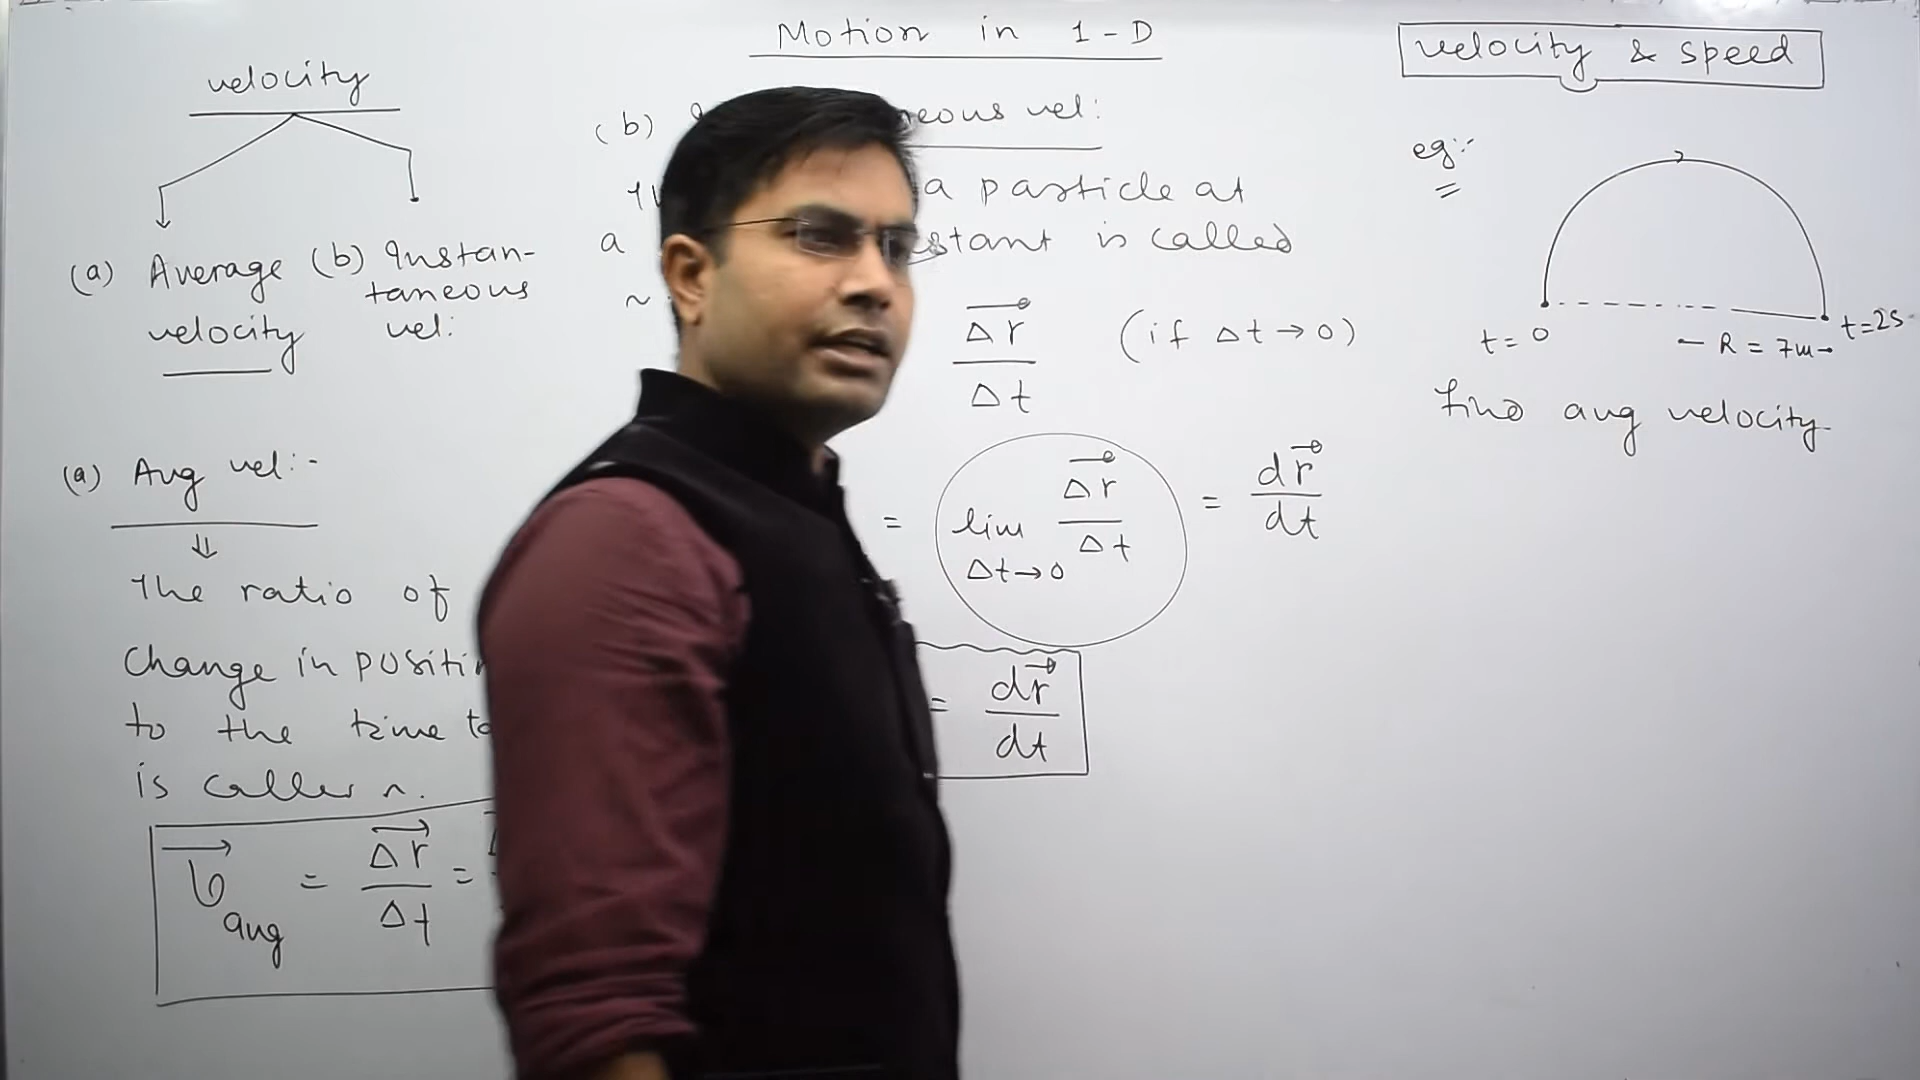 Motion in 1-D
velocity & speed
velocity
(a) Average velocity
(b) Instan-
taneous
vel:
(a) Avg vel:-
The ratio of
change in positi
to the time
is called ~.
v avg = Δr / Δt =
(b) eous vel:
a particle at
a stant is called
~
Δr / Δt (if Δt→0)
= lim Δt→0 Δr / Δt = dr / dt
= dr / dt
eg:-
t = 0
R = 7m
t=2s
find avg velocity